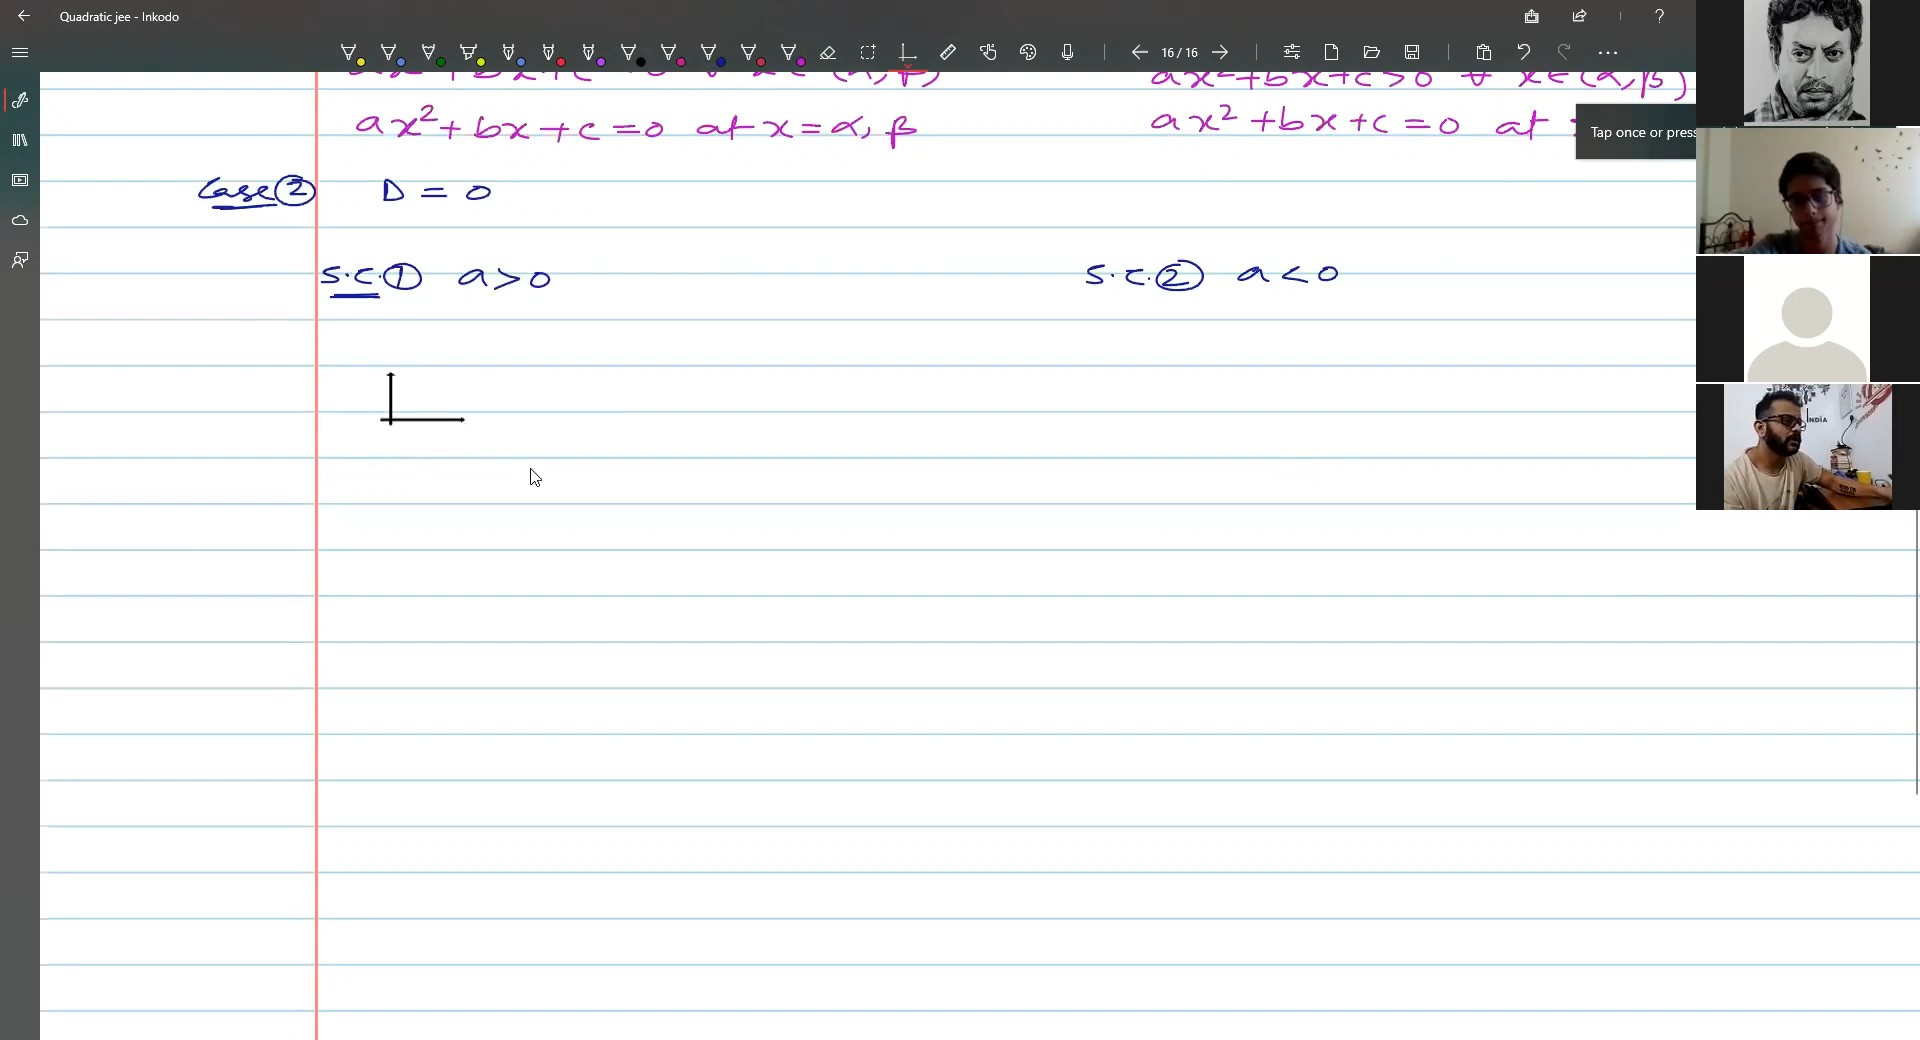 Quadratic jee - Inkodo
16 / 16
ax² + bx + c > 0 ∀ x ∈ (α, β)
ax² + bx + c = 0 at x = α, β
ax² + bx + c = 0 at
Tap once or press
Case ② D = 0
S.C. ① a > 0
S.C. ② a < 0
INDIA